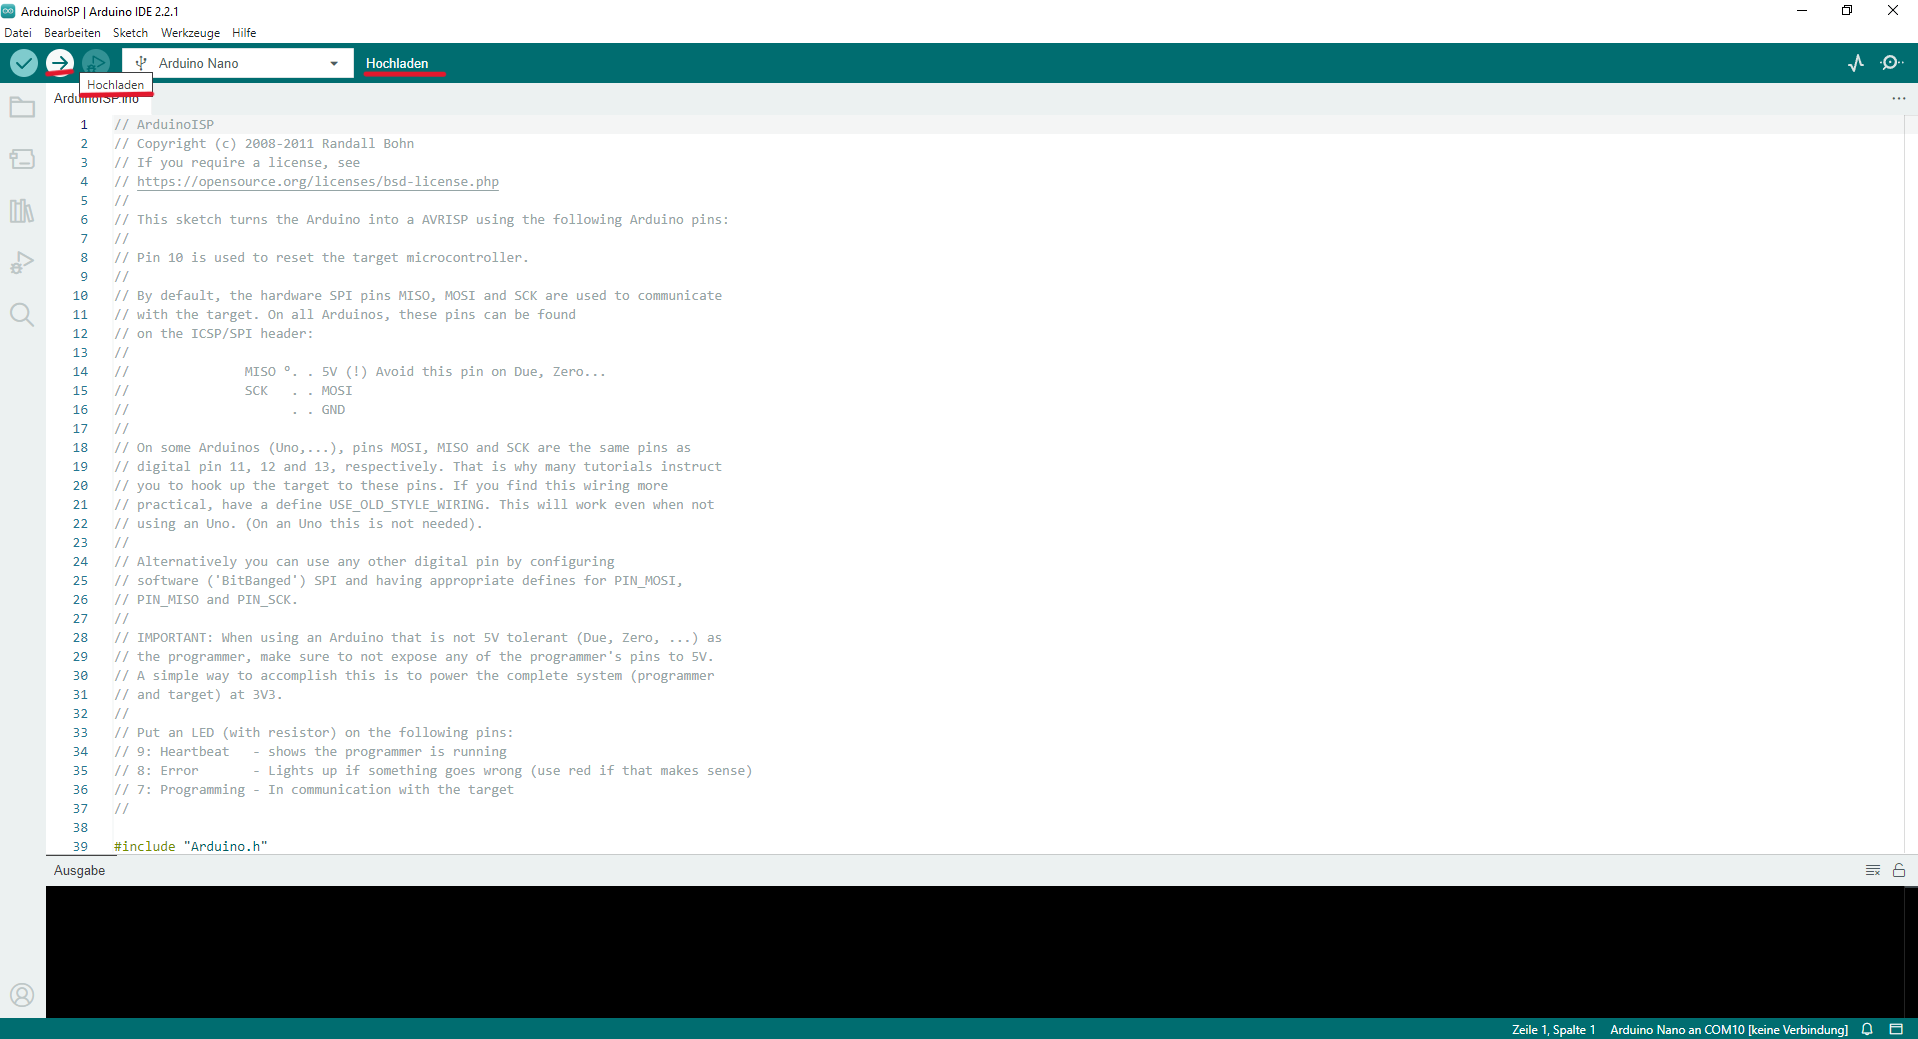 ArduinoISP | Arduino IDE 2.2.1
Datei Bearbeiten Sketch Werkzeuge Hilfe
Arduino Nano
Hochladen
Hochladen
ArduinoISP.ino
1 // ArduinoISP
2 // Copyright (c) 2008-2011 Randall Bohn
3 // If you require a license, see
4 // https://opensource.org/licenses/bsd-license.php
5 //
6 // This sketch turns the Arduino into a AVRISP using the following Arduino pins:
7 //
8 // Pin 10 is used to reset the target microcontroller.
9 //
10 // By default, the hardware SPI pins MISO, MOSI and SCK are used to communicate
11 // with the target. On all Arduinos, these pins can be found
12 // on the ICSP/SPI header:
13 //
14 // MISO °. . 5V (!) Avoid this pin on Due, Zero...
15 // SCK . . MOSI
16 // . . GND
17 //
18 // On some Arduinos (Uno,...), pins MOSI, MISO and SCK are the same pins as
19 // digital pin 11, 12 and 13, respectively. That is why many tutorials instruct
20 // you to hook up the target to these pins. If you find this wiring more
21 // practical, have a define USE_OLD_STYLE_WIRING. This will work even when not
22 // using an Uno. (On an Uno this is not needed).
23 //
24 // Alternatively you can use any other digital pin by configuring
25 // software ('BitBanged') SPI and having appropriate defines for PIN_MOSI,
26 // PIN_MISO and PIN_SCK.
27 //
28 // IMPORTANT: When using an Arduino that is not 5V tolerant (Due, Zero, ...) as
29 // the programmer, make sure to not expose any of the programmer's pins to 5V.
30 // A simple way to accomplish this is to power the complete system (programmer
31 // and target) at 3V3.
32 //
33 // Put an LED (with resistor) on the following pins:
34 // 9: Heartbeat - shows the programmer is running
35 // 8: Error - Lights up if something goes wrong (use red if that makes sense)
36 // 7: Programming - In communication with the target
37 //
38
39 #include "Arduino.h"
Ausgabe
Zeile 1, Spalte 1 Arduino Nano an COM10 [keine Verbindung]